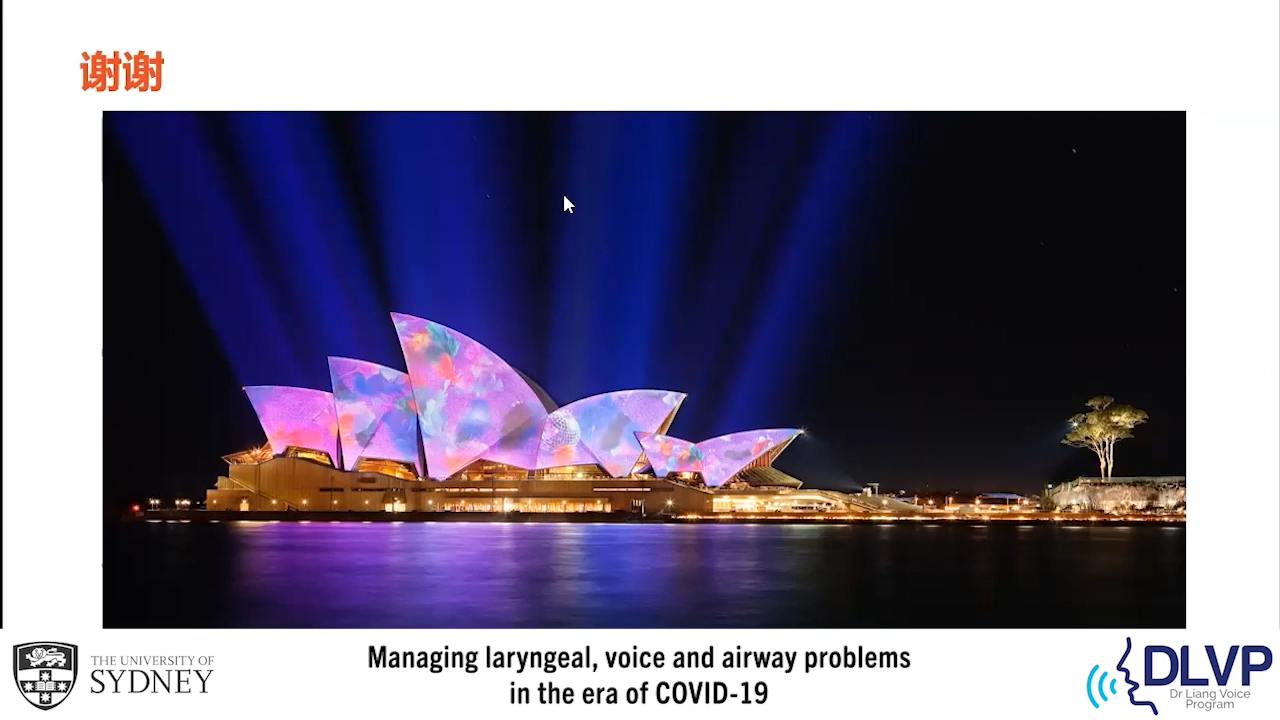 谢谢
THE UNIVERSITY OF
SYDNEY
Managing laryngeal, voice and airway problems
in the era of COVID-19
DLVP
Dr Liang Voice
Program